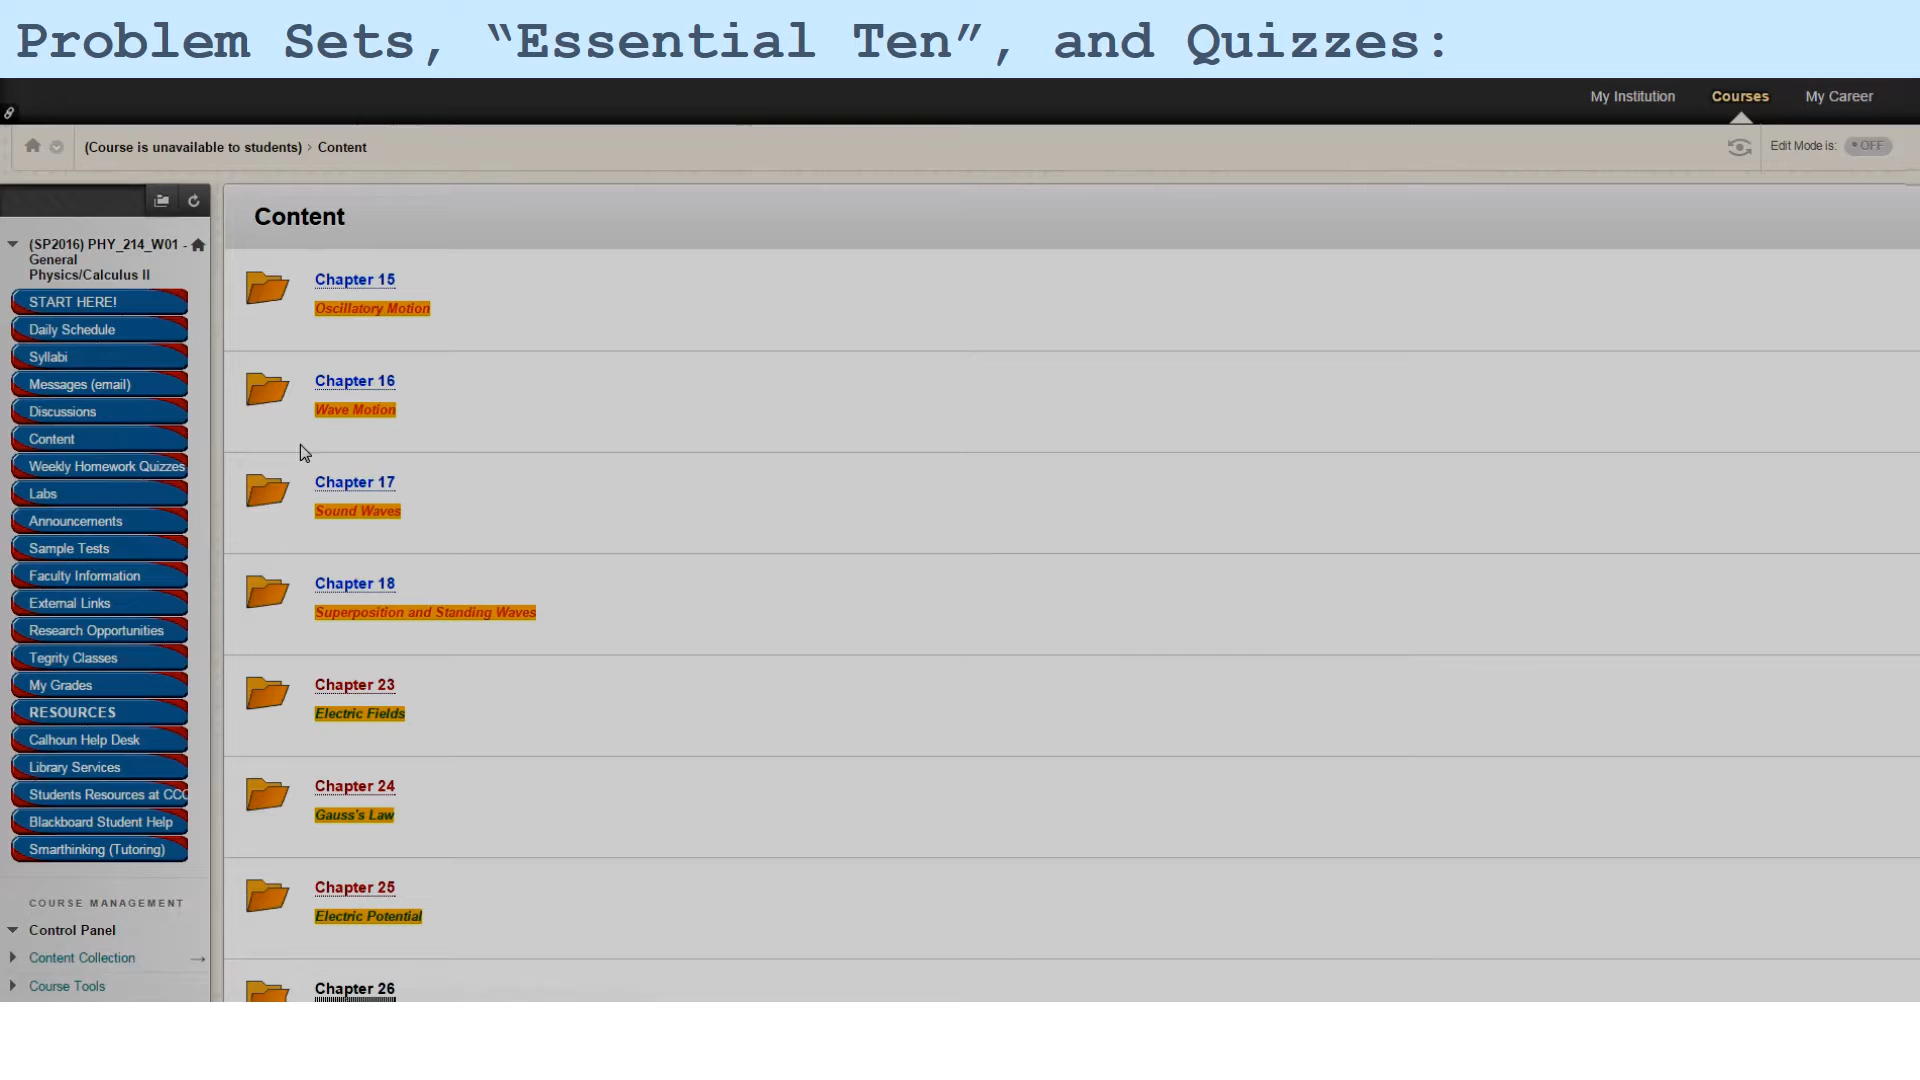 Problem Sets, “Essential Ten”, and Quizzes:
My Institution
Courses
My Career
(Course is unavailable to students) › Content
Edit Mode is:
OFF
Content
(SP2016) PHY_214_W01 -
General
Physics/Calculus II
START HERE!
Daily Schedule
Syllabi
Messages (email)
Discussions
Content
Weekly Homework Quizzes
Labs
Announcements
Sample Tests
Faculty Information
External Links
Research Opportunities
Tegrity Classes
My Grades
RESOURCES
Calhoun Help Desk
Library Services
Students Resources at CCC
Blackboard Student Help
Smarthinking (Tutoring)
COURSE MANAGEMENT
Control Panel
Content Collection
Course Tools
Chapter 15
Oscillatory Motion
Chapter 16
Wave Motion
Chapter 17
Sound Waves
Chapter 18
Superposition and Standing Waves
Chapter 23
Electric Fields
Chapter 24
Gauss's Law
Chapter 25
Electric Potential
Chapter 26